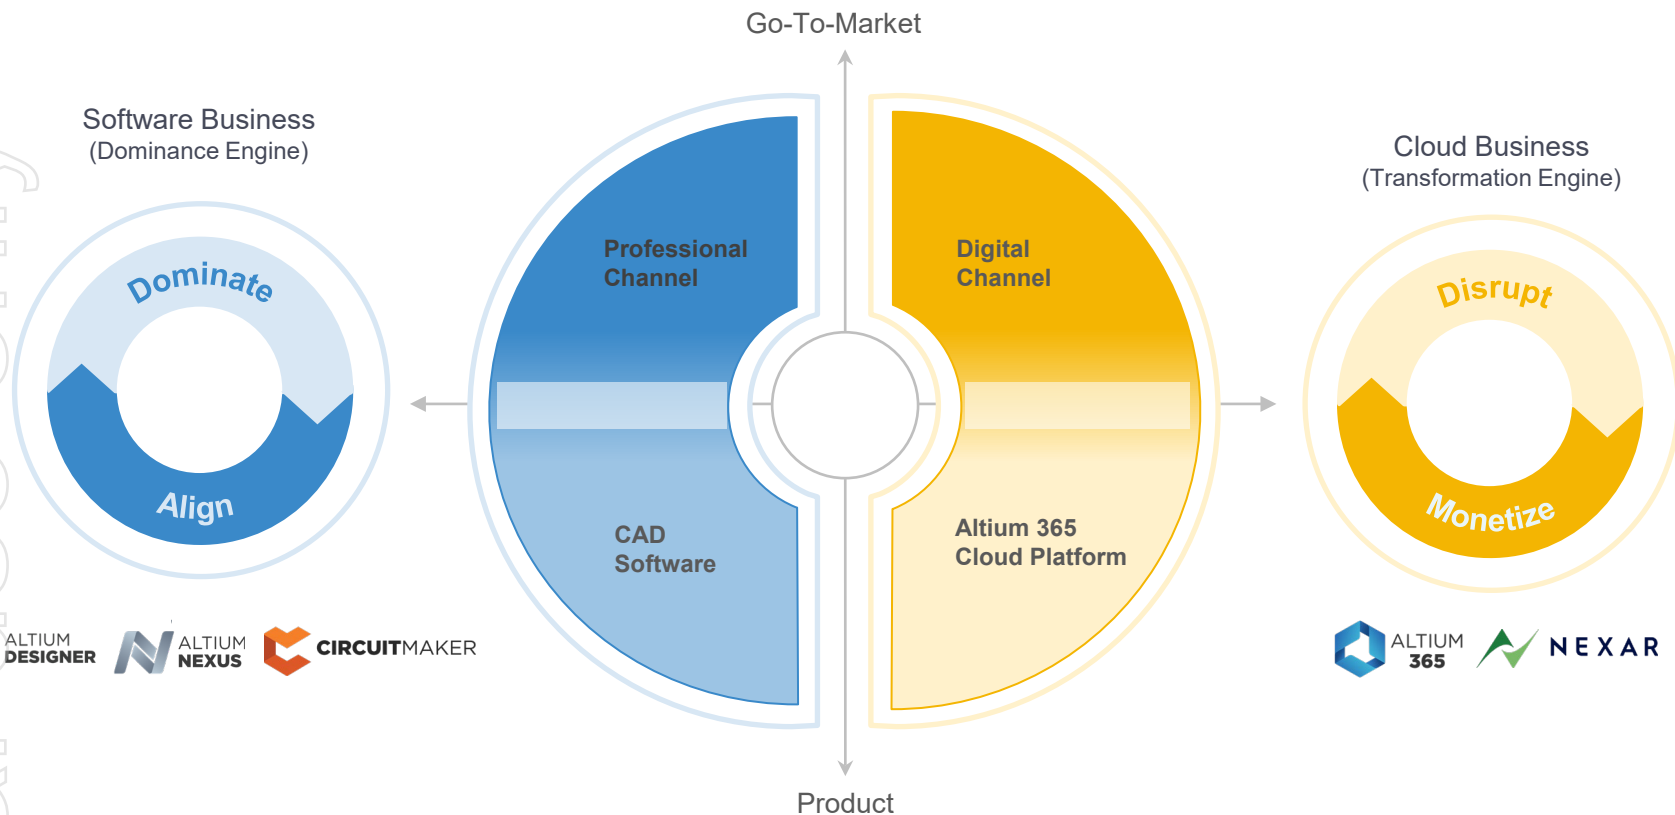 Go-To-Market
Software Business
(Dominance Engine)
Cloud Business
(Transformation Engine)
Dominate
Align
Professional
Channel
Digital
Channel
CAD
Software
Altium 365
Cloud Platform
Disrupt
Monetize
ALTIUM
DESIGNER
ALTIUM
NEXUS
CIRCUITMAKER
ALTIUM
365
NEXAR
Product